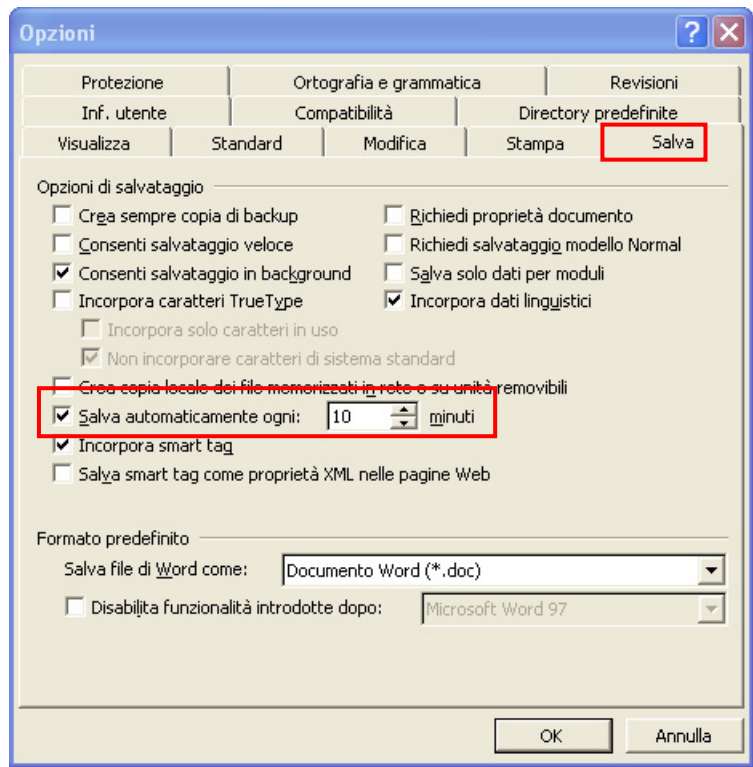 Opzioni
Protezione Ortografia e grammatica Revisioni
Inf. utente Compatibilità Directory predefinite
Visualizza Standard Modifica Stampa Salva
Opzioni di salvataggio
Crea sempre copia di backup Richiedi proprietà documento
Consenti salvataggio veloce Richiedi salvataggio modello Normal
Consenti salvataggio in background Salva solo dati per moduli
Incorpora caratteri TrueType Incorpora dati linguistici
Incorpora solo caratteri in uso
Non incorporare caratteri di sistema standard
Crea copia locale dei file memorizzati in rete o su unità removibili
Salva automaticamente ogni: 10 minuti
Incorpora smart tag
Salva smart tag come proprietà XML nelle pagine Web
Formato predefinito
Salva file di Word come: Documento Word (*.doc)
Disabilita funzionalità introdotte dopo: Microsoft Word 97
OK Annulla